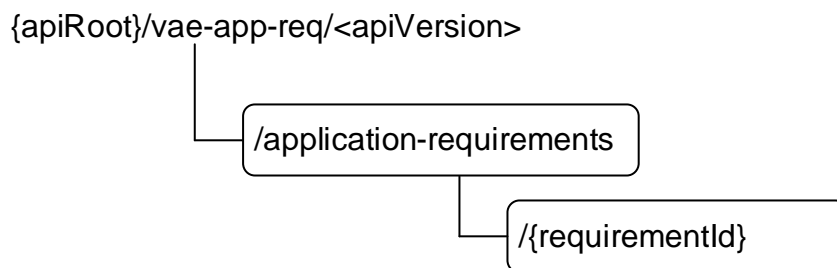 {apiRoot}/vae-app-req/<apiVersion>
/application-requirements
/{requirementId}